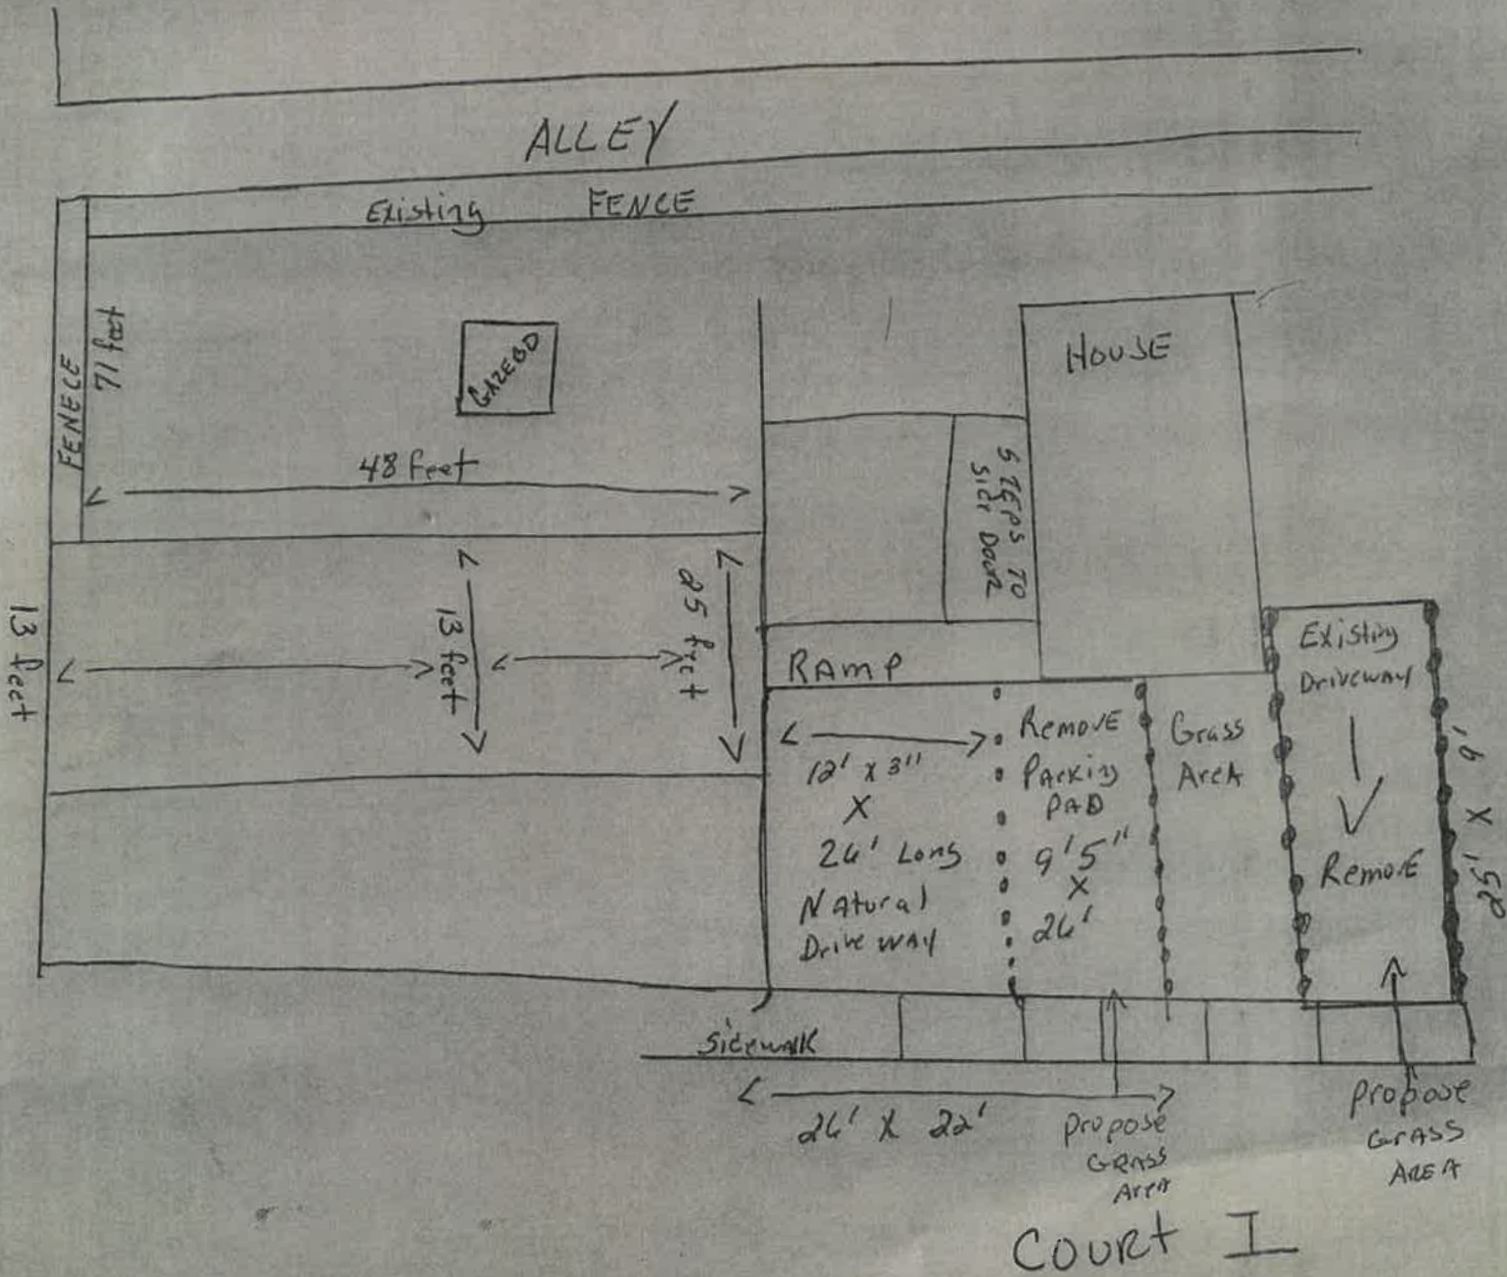 ALLEY
Existing FENCE
FENECE
71 feet
GAZEBO
48 feet
HOUSE
STEPS TO
Side Door
13 feet
13 feet
25 feet
RAMP
12' x 3"
X
26' Long
Natural
Drive way
Remove
Parking
PAD
9'5"
X
26'
Grass
Area
Existing
Driveway
Remove
9' X 25'
Sidewalk
26' X 22'
propose
GRASS
Area
propose
GrASS
AREA
Court I